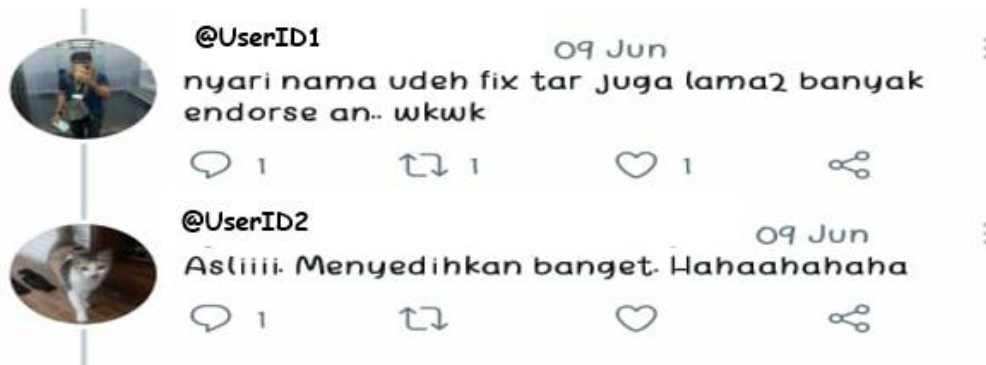 @UserID1
09 Jun
nyari nama udeh fix tar juga lama2 banyak
endorse an.. wkwk
1 1 1
@UserID2
09 Jun
Asliiii. Menyedihkan banget. Hahaahahaha
1